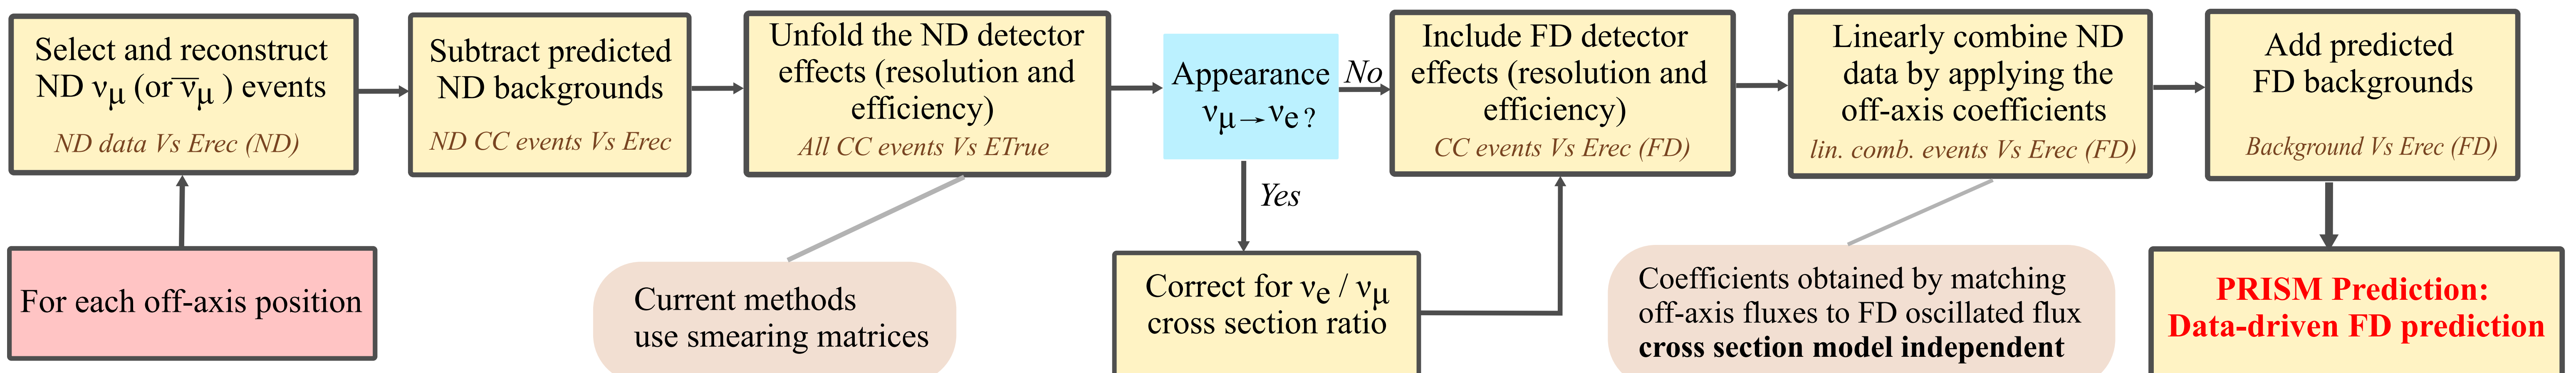 Select and reconstruct
ND νμ (or ν̅μ ) events
ND data Vs Erec (ND)
For each off-axis position
Subtract predicted
ND backgrounds
ND CC events Vs Erec
Unfold the ND detector
effects (resolution and
efficiency)
All CC events Vs ETrue
Current methods
use smearing matrices
Appearance
νμ→νe?
No
Yes
Correct for νe / νμ
cross section ratio
Include FD detector
effects (resolution and
efficiency)
CC events Vs Erec (FD)
Linearly combine ND
data by applying the
off-axis coefficients
lin. comb. events Vs Erec (FD)
Coefficients obtained by matching
off-axis fluxes to FD oscillated flux
cross section model independent
Add predicted
FD backgrounds
Background Vs Erec (FD)
PRISM Prediction:
Data-driven FD prediction